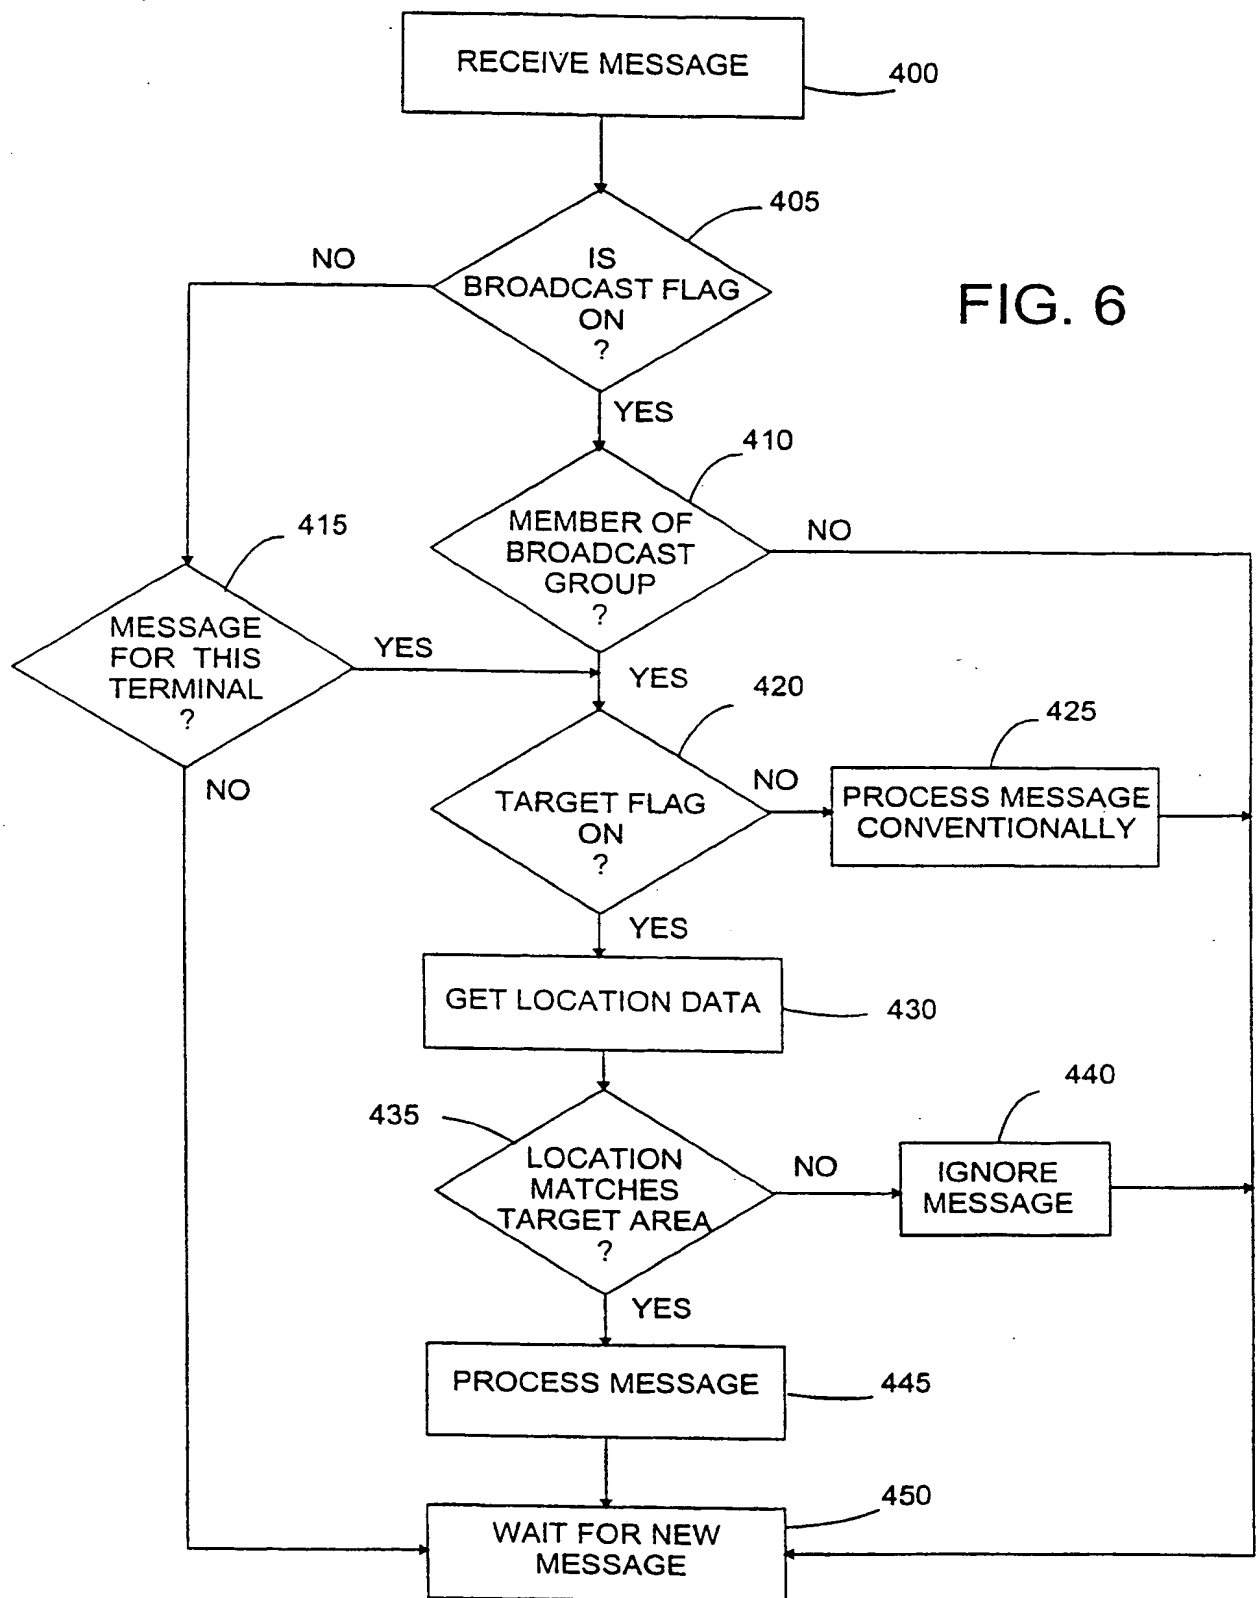 RECEIVE MESSAGE
400
405
NO
IS
BROADCAST FLAG
ON
?
FIG. 6
YES
410
415
MEMBER OF
BROADCAST
GROUP
?
NO
MESSAGE
FOR THIS
TERMINAL
?
YES
YES
420
425
NO
TARGET FLAG
ON
?
NO
PROCESS MESSAGE
CONVENTIONALLY
YES
GET LOCATION DATA
430
435
440
LOCATION
MATCHES
TARGET AREA
?
NO
IGNORE
MESSAGE
YES
PROCESS MESSAGE
445
450
WAIT FOR NEW
MESSAGE